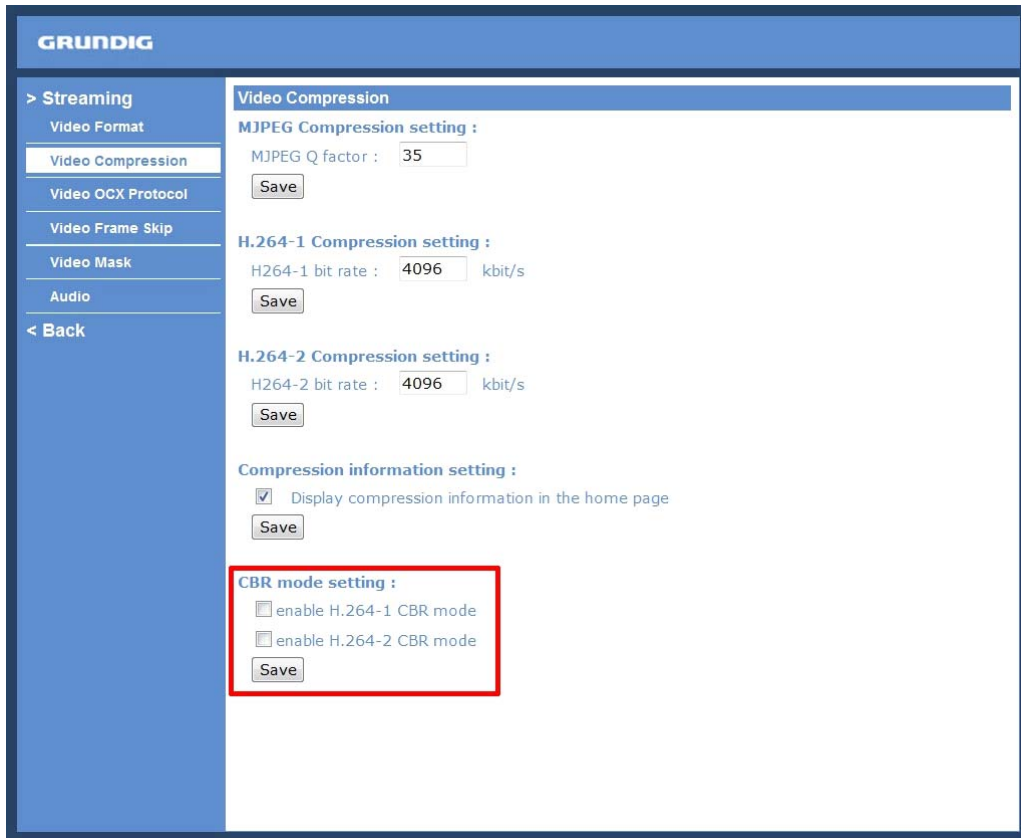 GRUNDIG
> Streaming
Video Format
Video Compression
Video OCX Protocol
Video Frame Skip
Video Mask
Audio
< Back
Video Compression
MJPEG Compression setting :
MJPEG Q factor : 35
Save
H.264-1 Compression setting :
H264-1 bit rate : 4096 kbit/s
Save
H.264-2 Compression setting :
H264-2 bit rate : 4096 kbit/s
Save
Compression information setting :
Display compression information in the home page
Save
CBR mode setting :
enable H.264-1 CBR mode
enable H.264-2 CBR mode
Save